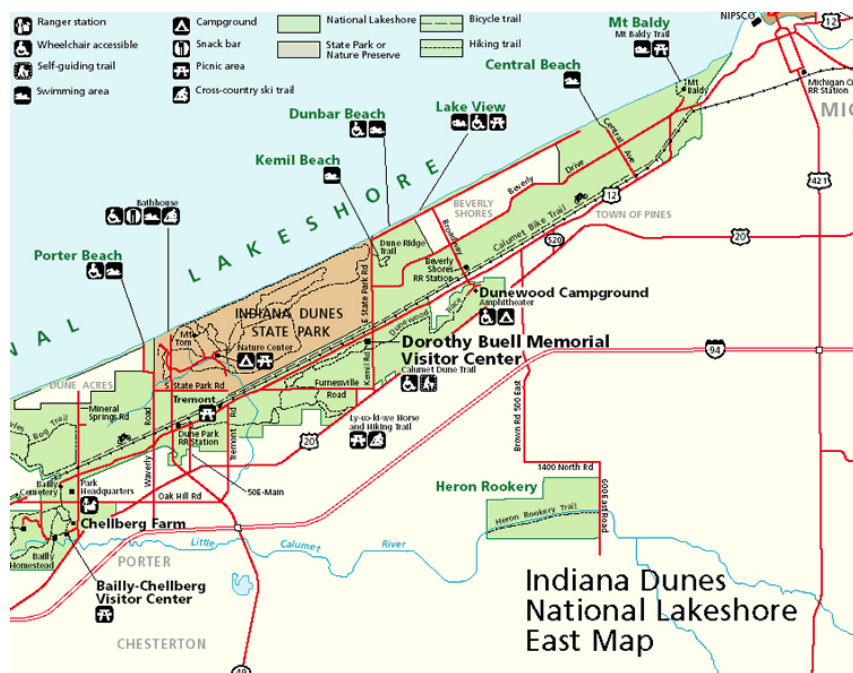 Ranger station
Wheelchair accessible
Self-guiding trail
Swimming area
Campground
Snack bar
Picnic area
Cross-country ski trail
National Lakeshore
State Park or
Nature Preserve
Bicycle trail
Hiking trail
Mt Baldy
Mt Baldy Trail
NIPSCO
12
Mt
Baldy
Michigan Ci
RR Station
MIC
Central Beach
Lake View
Dunbar Beach
Kemil Beach
Bathhouse
Porter Beach
NAL LAKESHORE
Central Ave
Beverly Drive
BEVERLY
SHORES
Broadway
12
Calumet Bike Trail
TOWN OF PINES
421
20
520
Dune Ridge
Trail
E State Park Rd
Beverly
Shores
RR Station
INDIANA DUNES
STATE PARK
Mt
Tom
Nature Center
Dunewood Trace
Dunewood Campground
Amphitheater
Dorothy Buell Memorial
Visitor Center
Calumet Dune Trail
94
Kemil Rd
DUNE ACRES
S State Park Rd
Furnessville
Road
Tremont
Mineral
Springs Rd
Bog Trail
Road
Waverly
Dune Park
RR Station
Tremont Rd
20
Ly-co-ki-we Horse
and Hiking Trail
Brown Rd 500 East
1400 North Rd
600 East Road
Heron Rookery
Heron Rookery Trail
Bailly
Cemetery
Park
Headquarters
Oak Hill Rd
50E-Main
Chellberg Farm
Bailly
Homestead
Little Calumet River
PORTER
Bailly-Chellberg
Visitor Center
CHESTERTON
49
Indiana Dunes
National Lakeshore
East Map